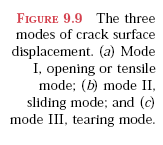 FIGURE 9.9 The three
modes of crack surface
displacement. (a) Mode
I, opening or tensile
mode; (b) mode II,
sliding mode; and (c)
mode III, tearing mode.